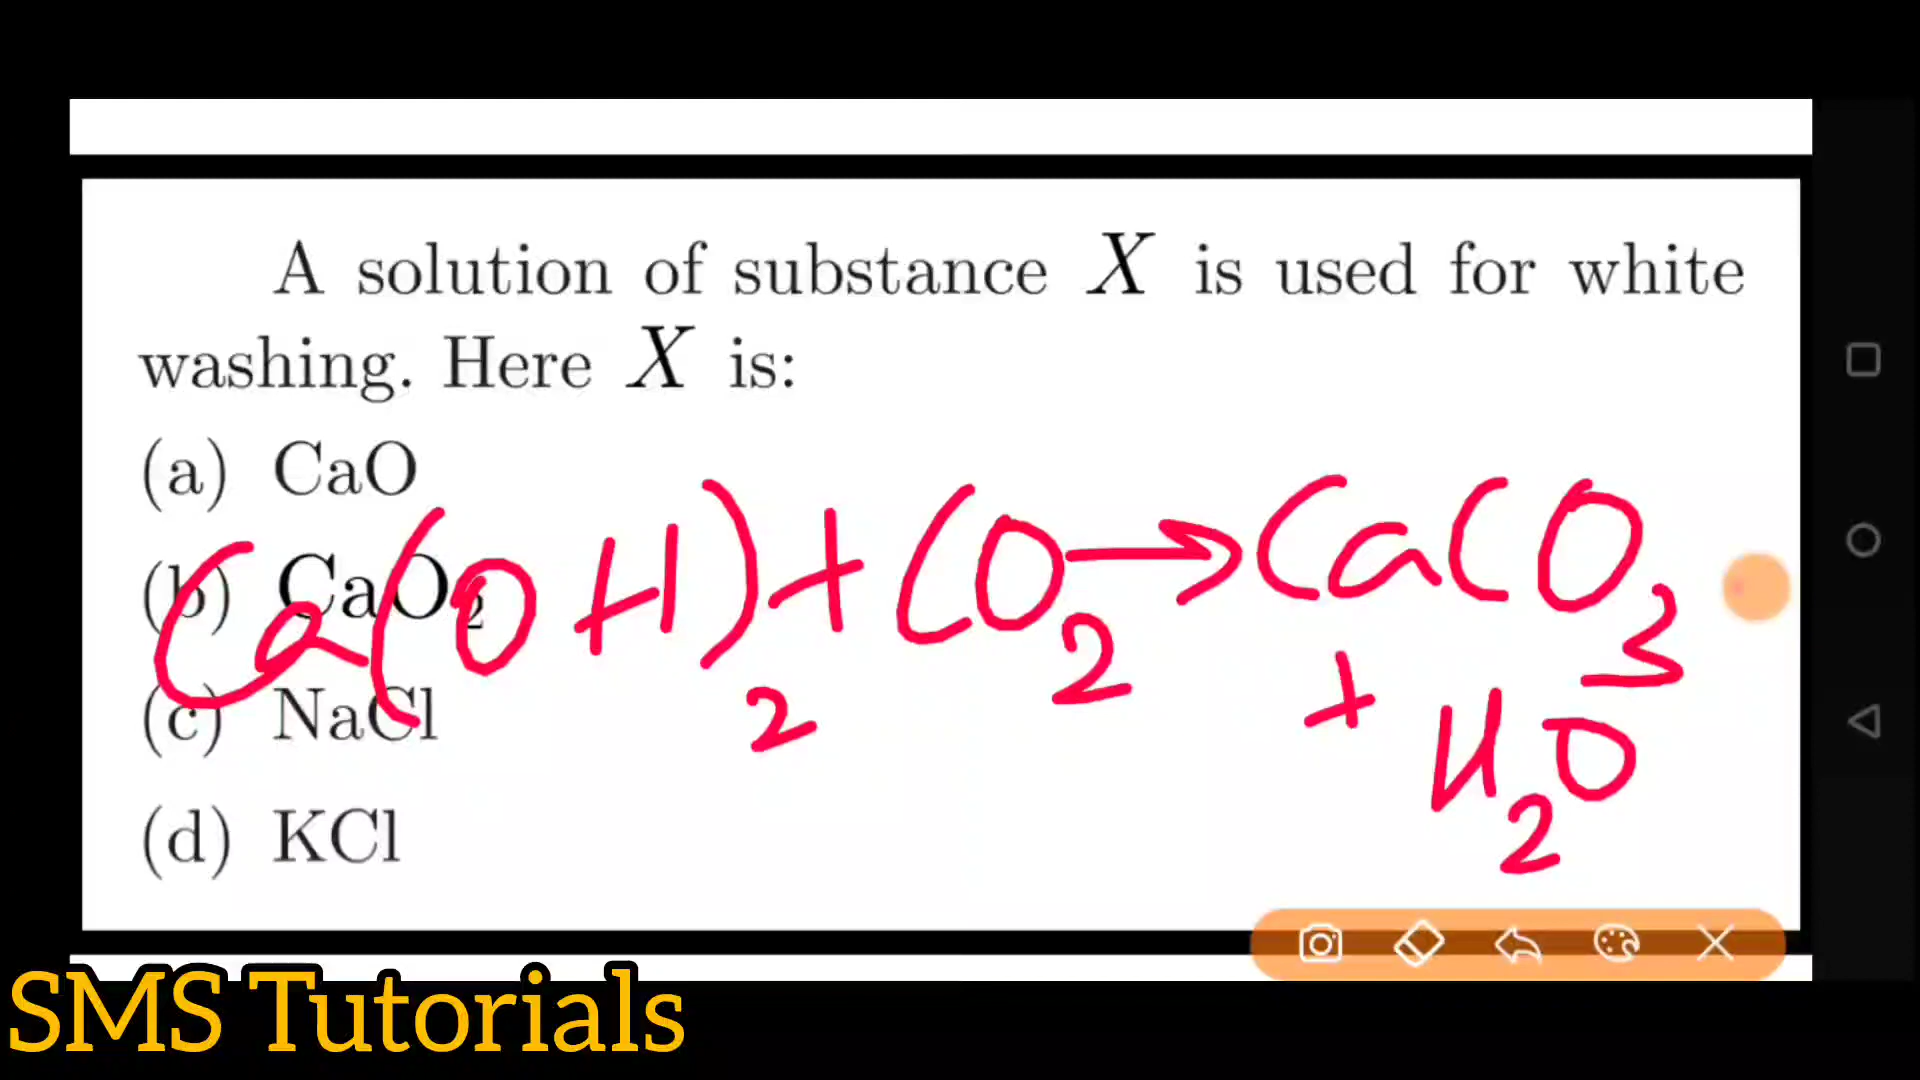 A solution of substance X is used for white
washing. Here X is:
(a) CaO
(b) CaO₂
(c) NaCl
(d) KCl
Ca(OH)₂ + CO₂ → CaCO₃
+ H₂O
SMS Tutorials